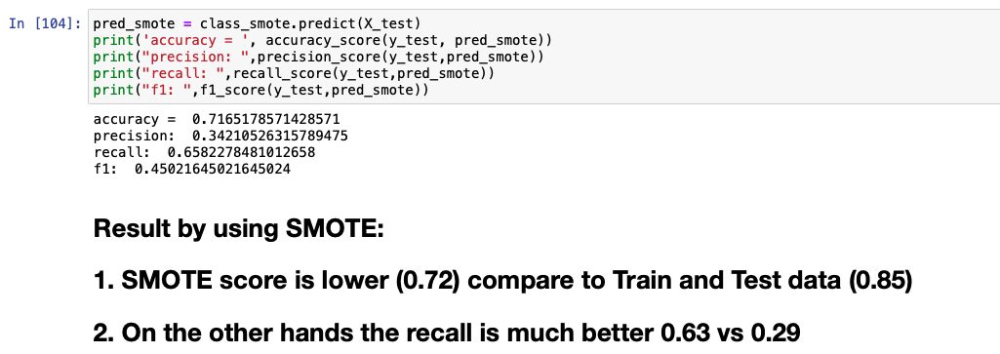 In [104]: pred_smote = class_smote.predict(X_test)
print('accuracy = ', accuracy_score(y_test, pred_smote))
print("precision: ",precision_score(y_test,pred_smote))
print("recall: ",recall_score(y_test,pred_smote))
print("f1: ",f1_score(y_test,pred_smote))
accuracy =  0.7165178571428571
precision:  0.34210526315789475
recall:  0.6582278481012658
f1:  0.45021645021645024
Result by using SMOTE:
1. SMOTE score is lower (0.72) compare to Train and Test data (0.85)
2. On the other hands the recall is much better 0.63 vs 0.29